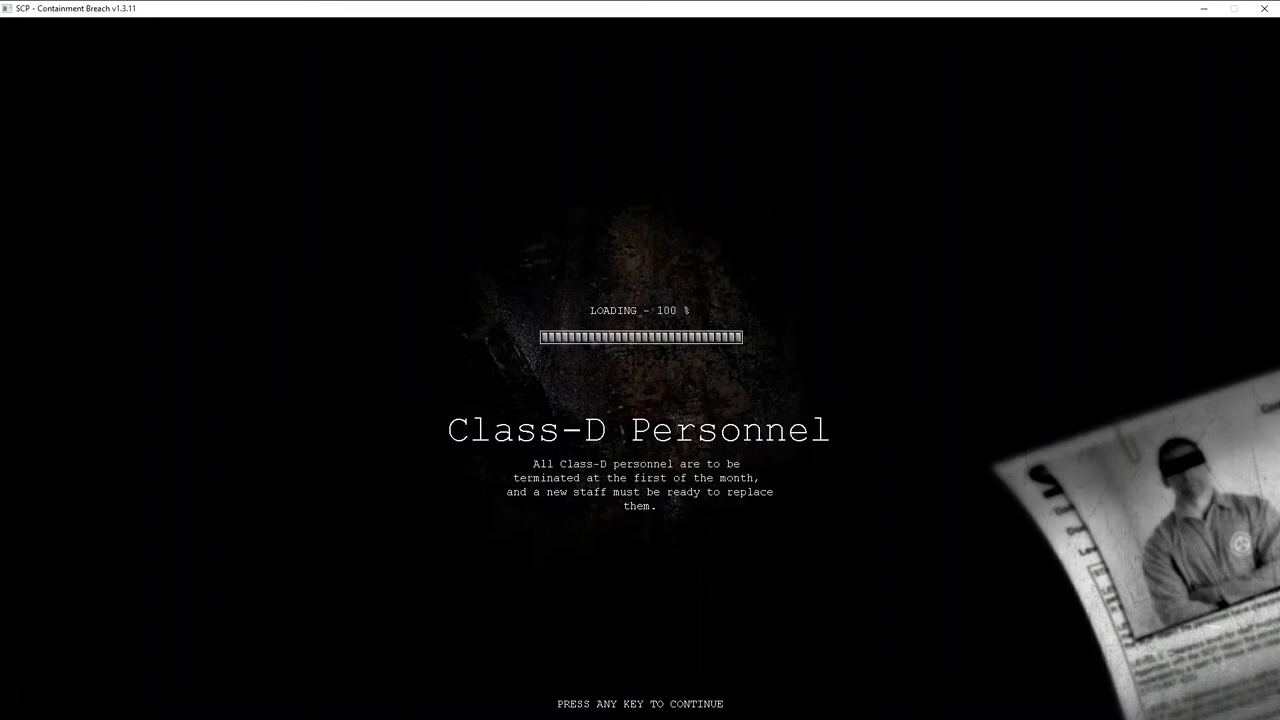 SCP - Containment Breach v1.3.11
LOADING - 100 %
Class-D Personnel
All Class-D personnel are to be
terminated at the first of the month,
and a new staff must be ready to replace
them.
PRESS ANY KEY TO CONTINUE